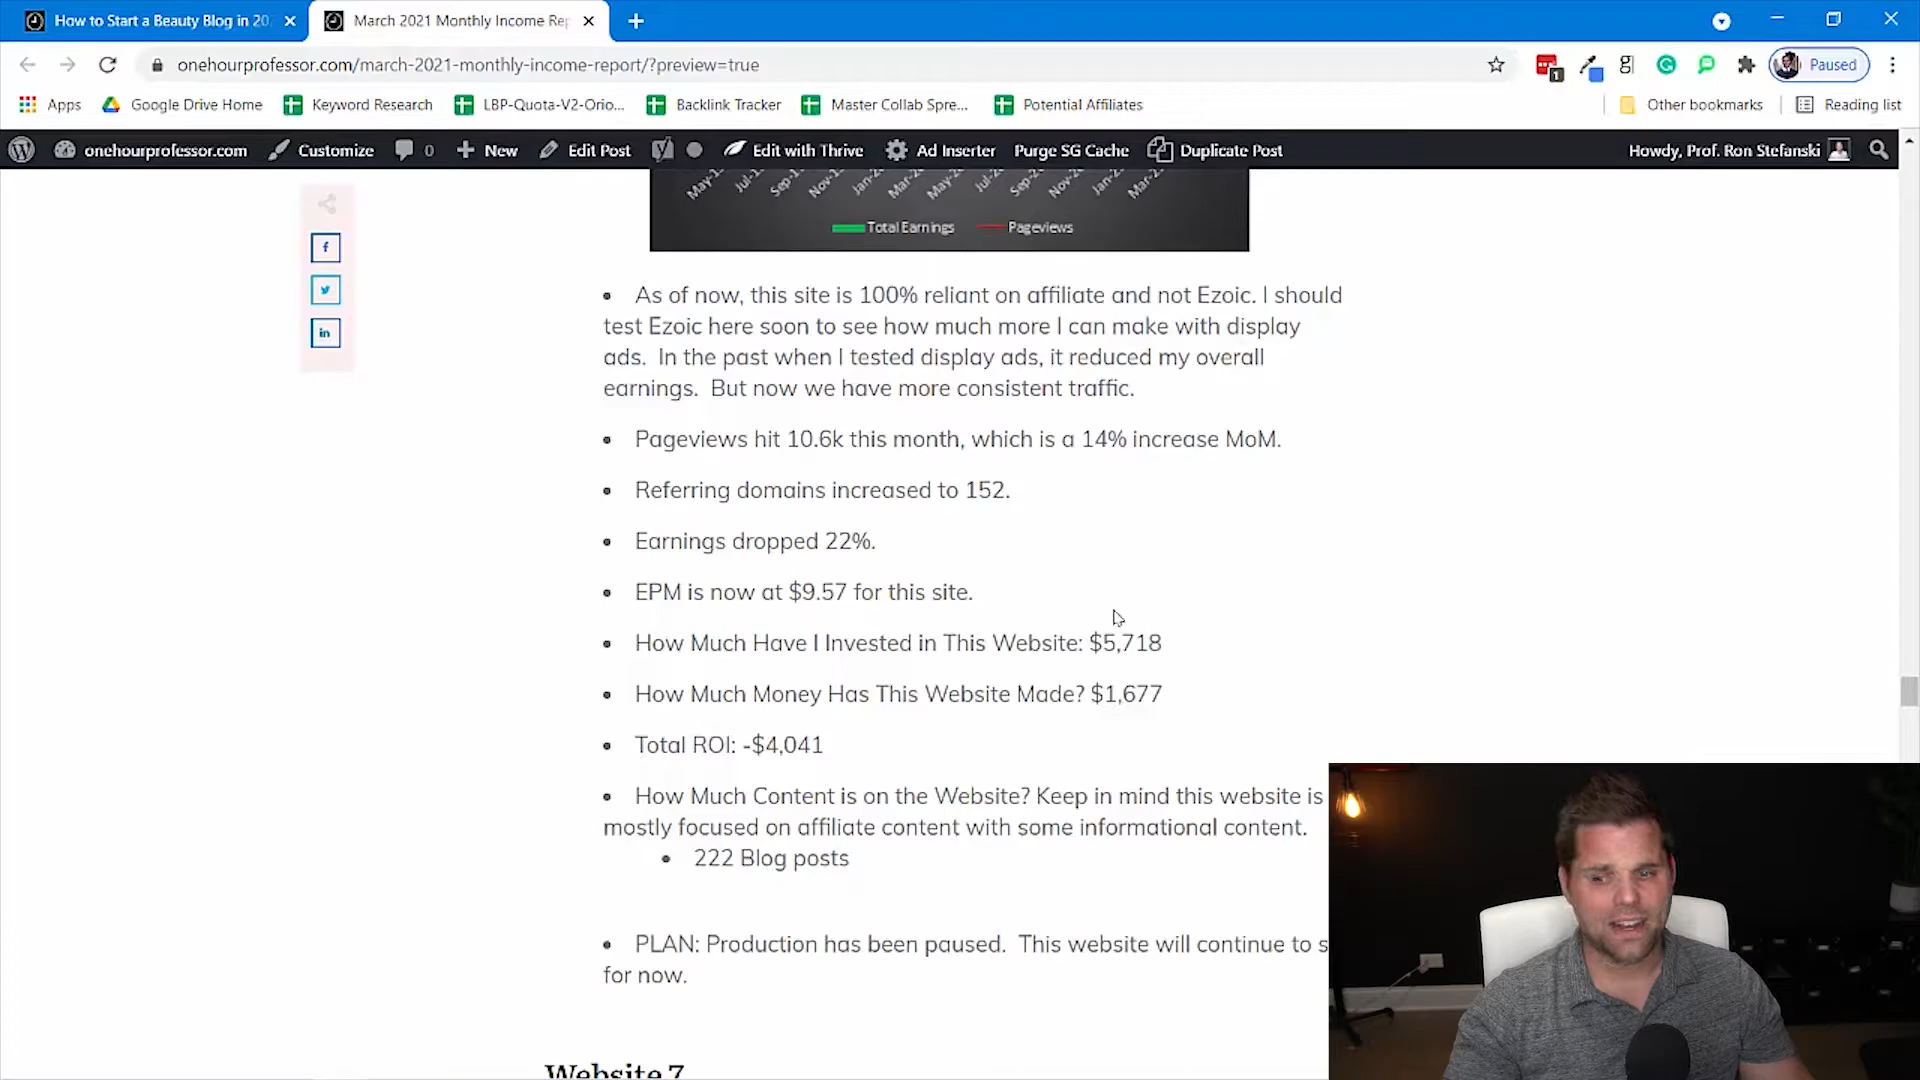 How to Start a Beauty Blog in 20
March 2021 Monthly Income Rep
onehourprofessor.com/march-2021-monthly-income-report/?preview=true
Paused
Apps
Google Drive Home
Keyword Research
LBP-Quota-V2-Orio...
Backlink Tracker
Master Collab Spre...
Potential Affiliates
Other bookmarks
Reading list
onehourprofessor.com
Customize
0
New
Edit Post
Edit with Thrive
Ad Inserter
Purge SG Cache
Duplicate Post
Howdy, Prof. Ron Stefanski
Total Earnings
Pageviews
• As of now, this site is 100% reliant on affiliate and not Ezoic. I should
test Ezoic here soon to see how much more I can make with display
ads. In the past when I tested display ads, it reduced my overall
earnings. But now we have more consistent traffic.
• Pageviews hit 10.6k this month, which is a 14% increase MoM.
• Referring domains increased to 152.
• Earnings dropped 22%.
• EPM is now at $9.57 for this site.
• How Much Have I Invested in This Website: $5,718
• How Much Money Has This Website Made? $1,677
• Total ROI: -$4,041
• How Much Content is on the Website? Keep in mind this website is
mostly focused on affiliate content with some informational content.
• 222 Blog posts
• PLAN: Production has been paused. This website will continue to s
for now.
Website 7